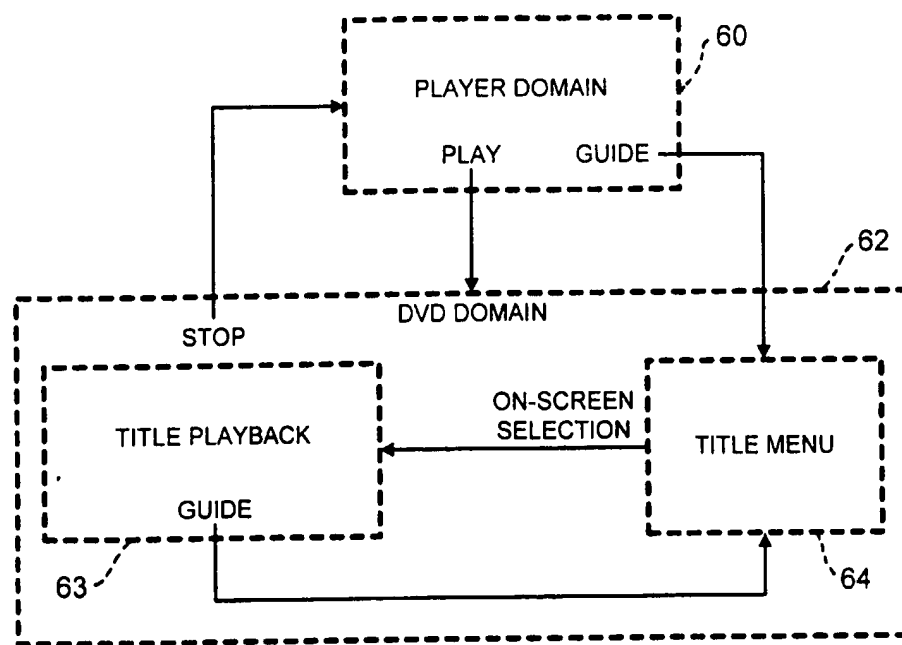 60
PLAYER DOMAIN
PLAY GUIDE
62
DVD DOMAIN
STOP
ON-SCREEN
SELECTION
TITLE PLAYBACK
TITLE MENU
GUIDE
63
64